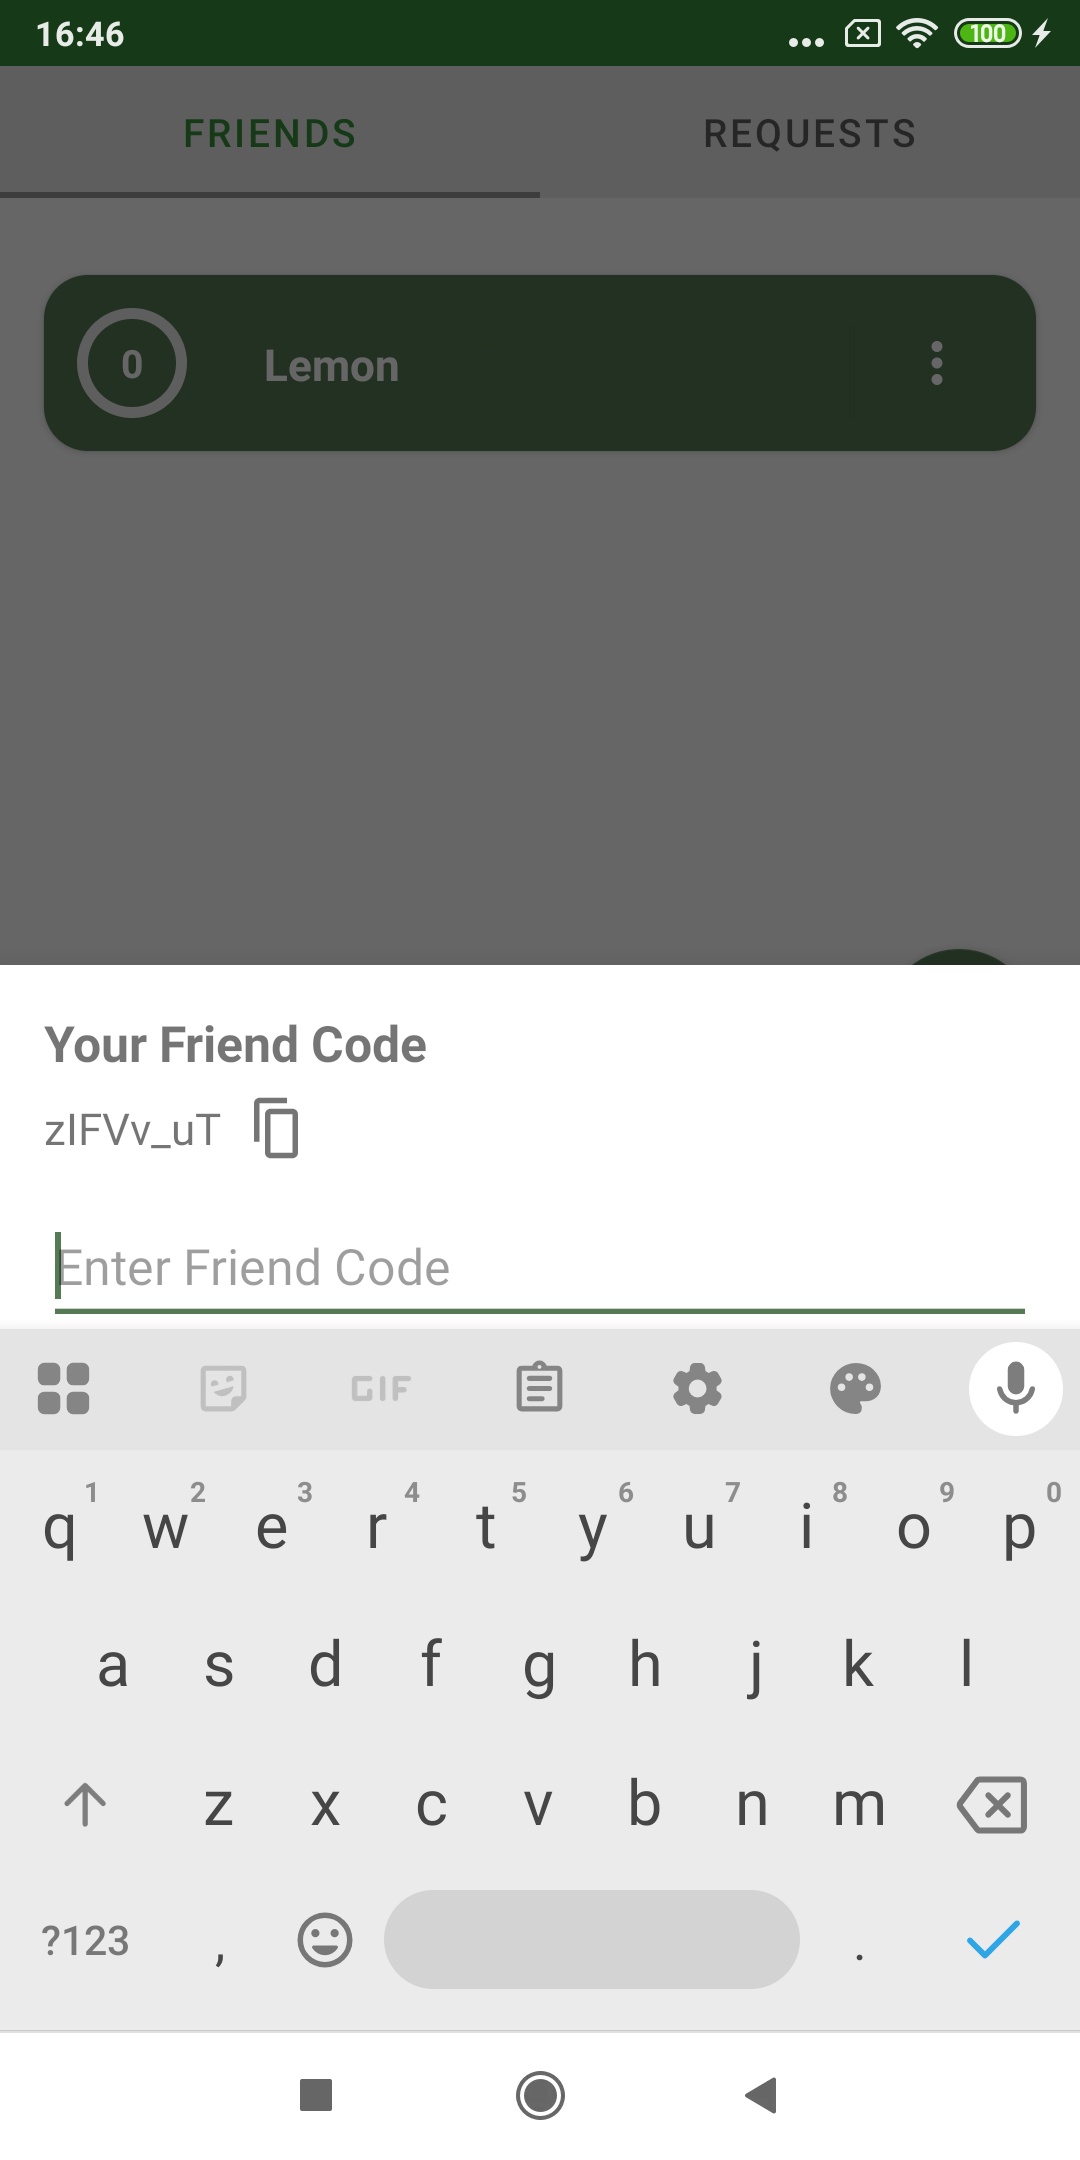 16:46
100
FRIENDS REQUESTS
0 Lemon
Your Friend Code
zIFVv_uT
Enter Friend Code
GIF
1 2 3 4 5 6 7 8 9 0
q w e r t y u i o p
a s d f g h j k l
z x c v b n m
?123 , .